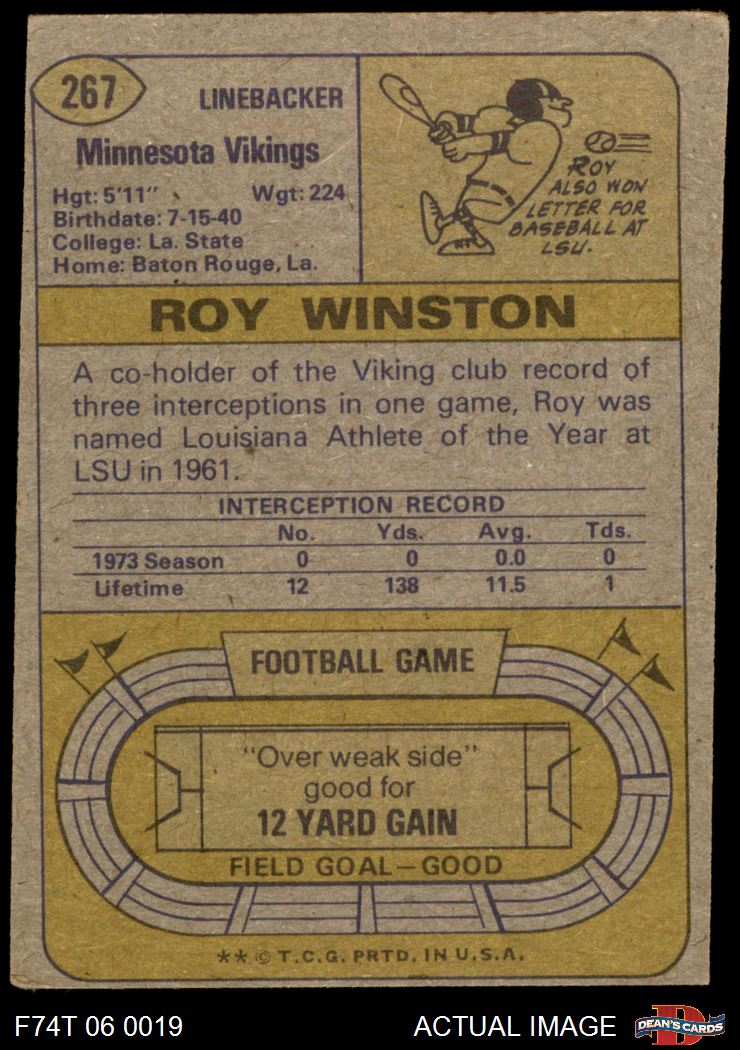 267
LINEBACKER
Minnesota Vikings
Hgt: 5'11" Wgt: 224
Birthdate: 7-15-40
College: La. State
Home: Baton Rouge, La.
ROY
ALSO WON
LETTER FOR
BASEBALL AT
LSU.
ROY WINSTON
A co-holder of the Viking club record of
three interceptions in one game, Roy was
named Louisiana Athlete of the Year at
LSU in 1961.
INTERCEPTION RECORD
No. Yds. Avg. Tds.
1973 Season 0 0 0.0 0
Lifetime 12 138 11.5 1
FOOTBALL GAME
"Over weak side"
good for
12 YARD GAIN
FIELD GOAL—GOOD
** © T.C.G. PRTD. IN U.S.A.
F74T 06 0019 ACTUAL IMAGE
D
DEAN'S CARDS